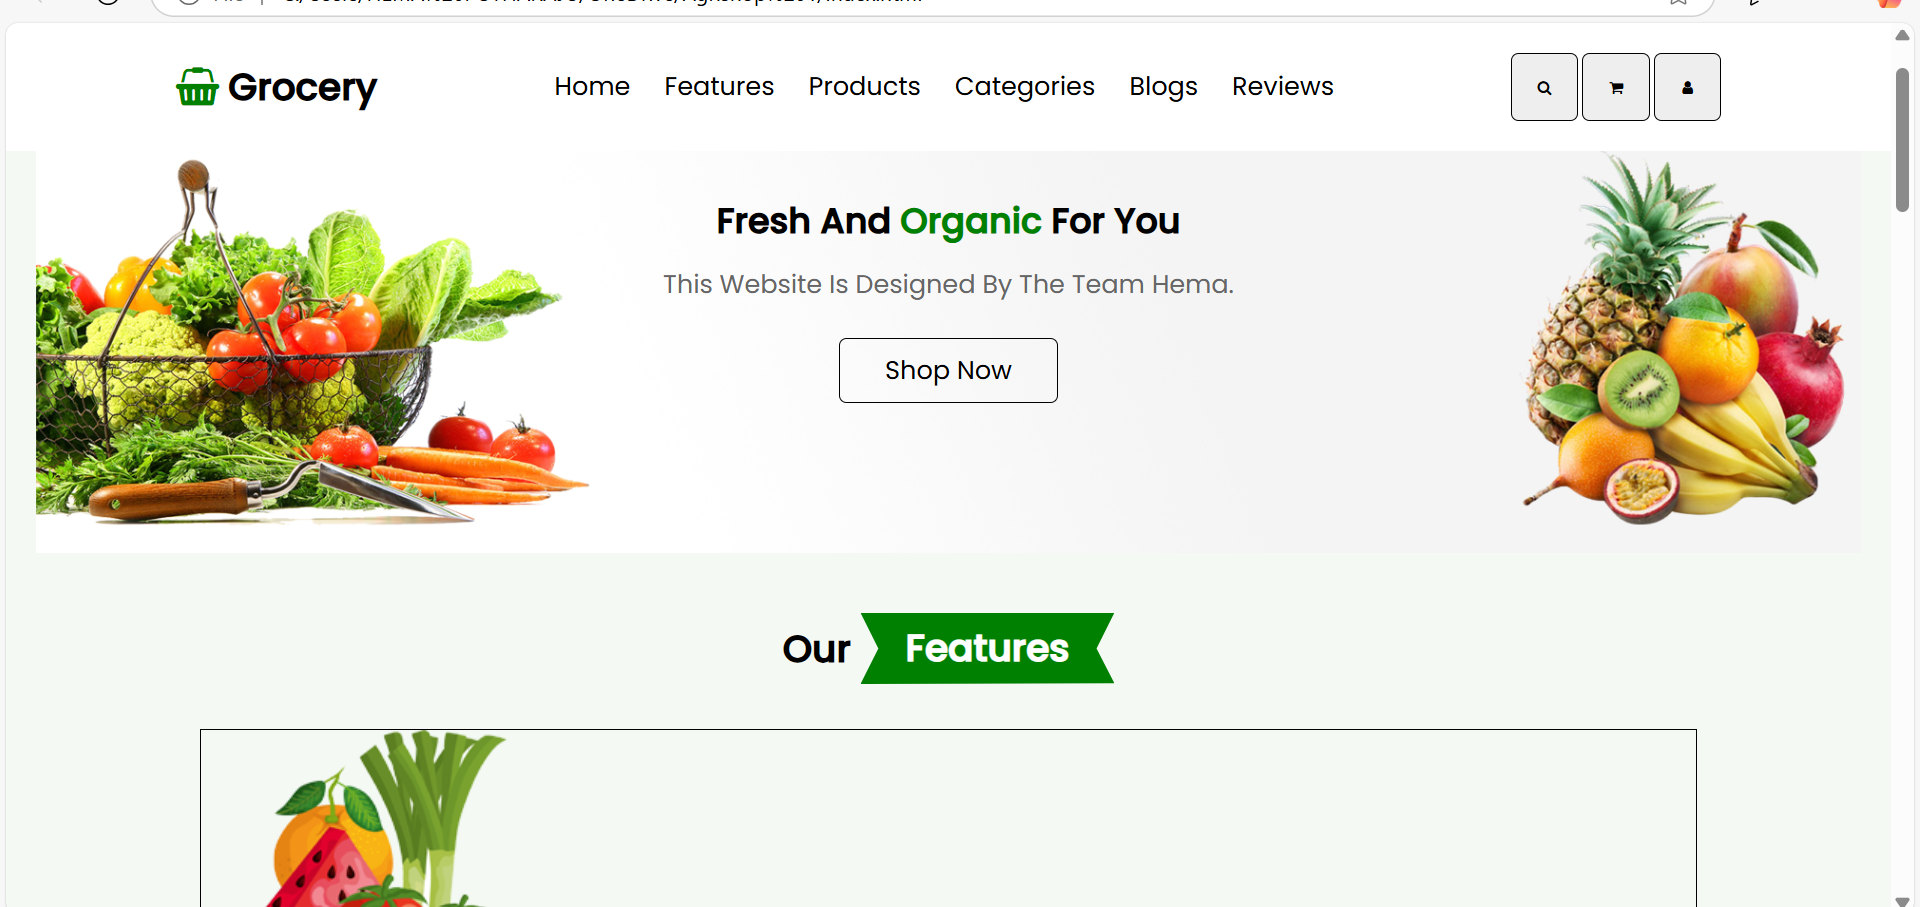 Grocery
Home Features Products Categories Blogs Reviews
Fresh And Organic For You
This Website Is Designed By The Team Hema.
Shop Now
Our Features